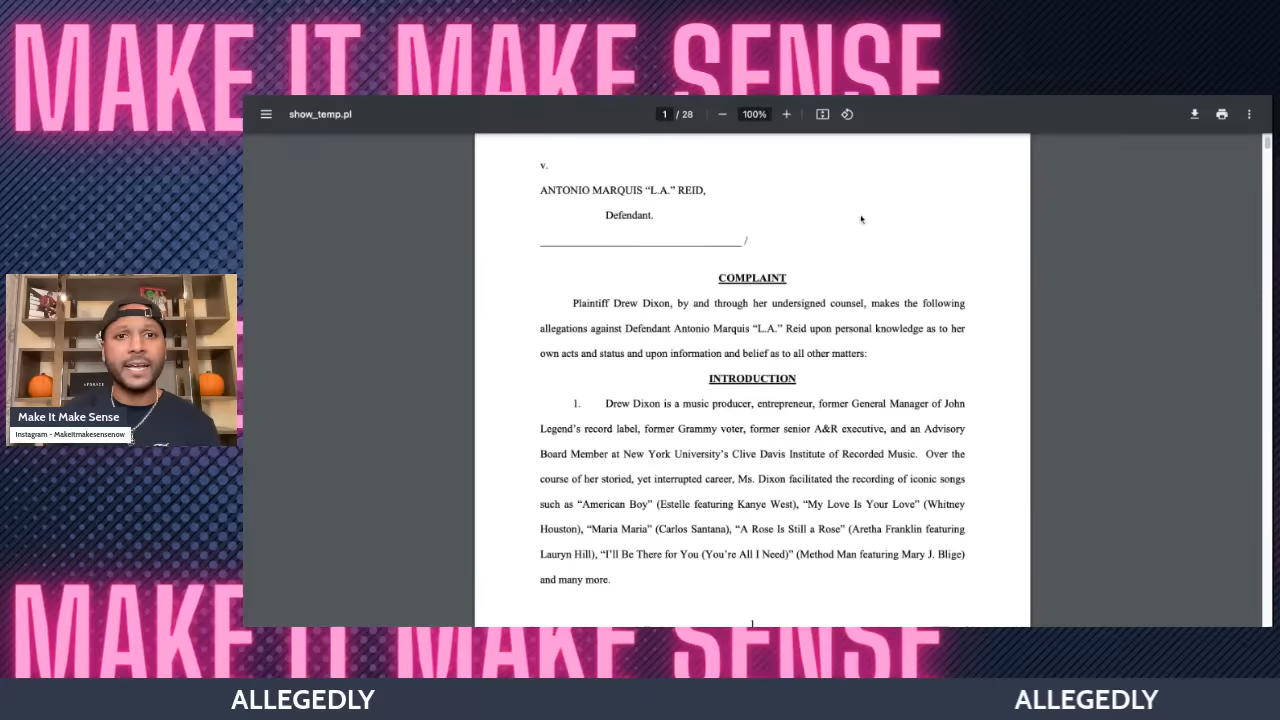 MAKE IT MAKE SENSE
show_temp.pl
1 / 28
100%
v.
ANTONIO MARQUIS “L.A.” REID,
Defendant.
/
COMPLAINT
Plaintiff Drew Dixon, by and through her undersigned counsel, makes the following
allegations against Defendant Antonio Marquis “L.A.” Reid upon personal knowledge as to her
own acts and status and upon information and belief as to all other matters:
INTRODUCTION
1. Drew Dixon is a music producer, entrepreneur, former General Manager of John
Legend’s record label, former Grammy voter, former senior A&R executive, and an Advisory
Board Member at New York University’s Clive Davis Institute of Recorded Music. Over the
course of her storied, yet interrupted career, Ms. Dixon facilitated the recording of iconic songs
such as “American Boy” (Estelle featuring Kanye West), “My Love Is Your Love” (Whitney
Houston), “Maria Maria” (Carlos Santana), “A Rose Is Still a Rose” (Aretha Franklin featuring
Lauryn Hill), “I’ll Be There for You (You’re All I Need)” (Method Man featuring Mary J. Blige)
and many more.
1
Make It Make Sense
Instagram - Makeitmakesensenow
MAKE IT MAKE SENSE
ALLEGEDLY
ALLEGEDLY